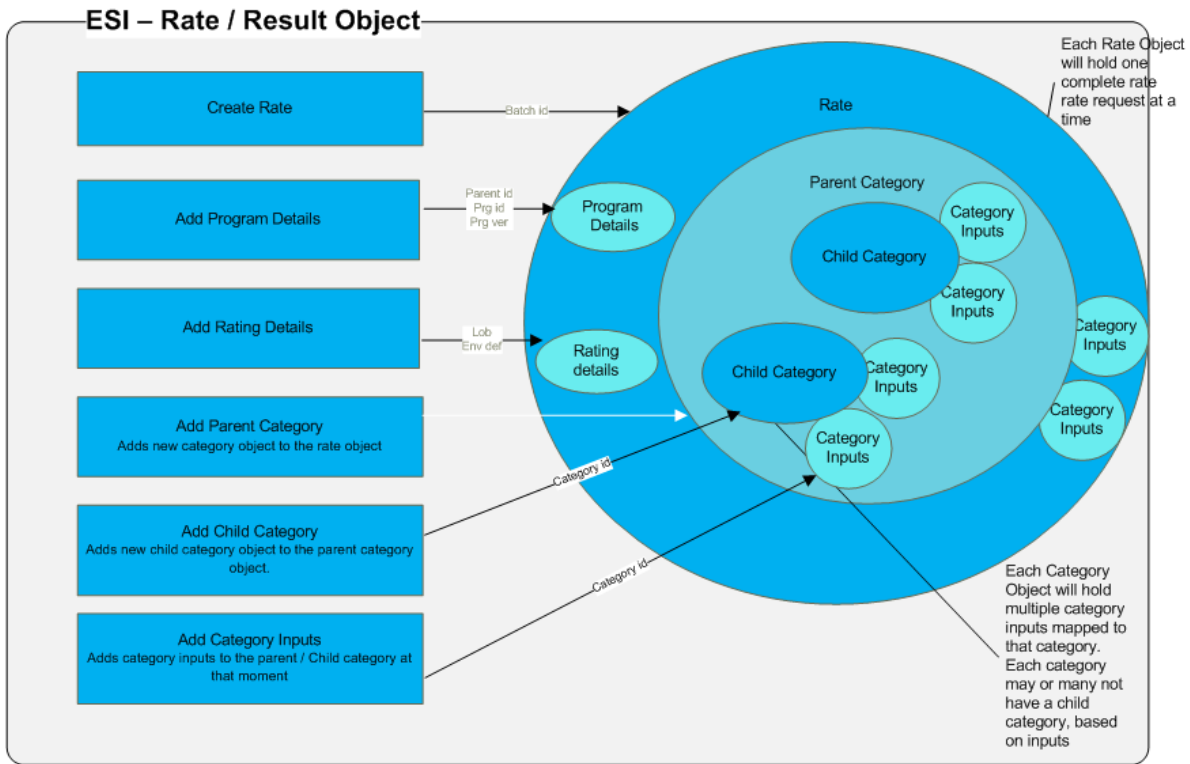 ESI – Rate / Result Object
Create Rate
Batch id
Add Program Details
Parent id
Prg id
Prg ver
Add Rating Details
Lob
Env def
Add Parent Category
Adds new category object to the rate object
Add Child Category
Adds new child category object to the parent category
object.
Category id
Add Category Inputs
Adds category inputs to the parent / Child category at
that moment
Category id
Rate
Program
Details
Rating
details
Parent Category
Child Category
Category
Inputs
Category
Inputs
Child Category
Category
Inputs
Category
Inputs
Category
Inputs
Category
Inputs
Each Rate Object
will hold one
complete rate
rate request at a
time
Each Category
Object will hold
multiple category
inputs mapped to
that category.
Each category
may or many not
have a child
category, based
on inputs